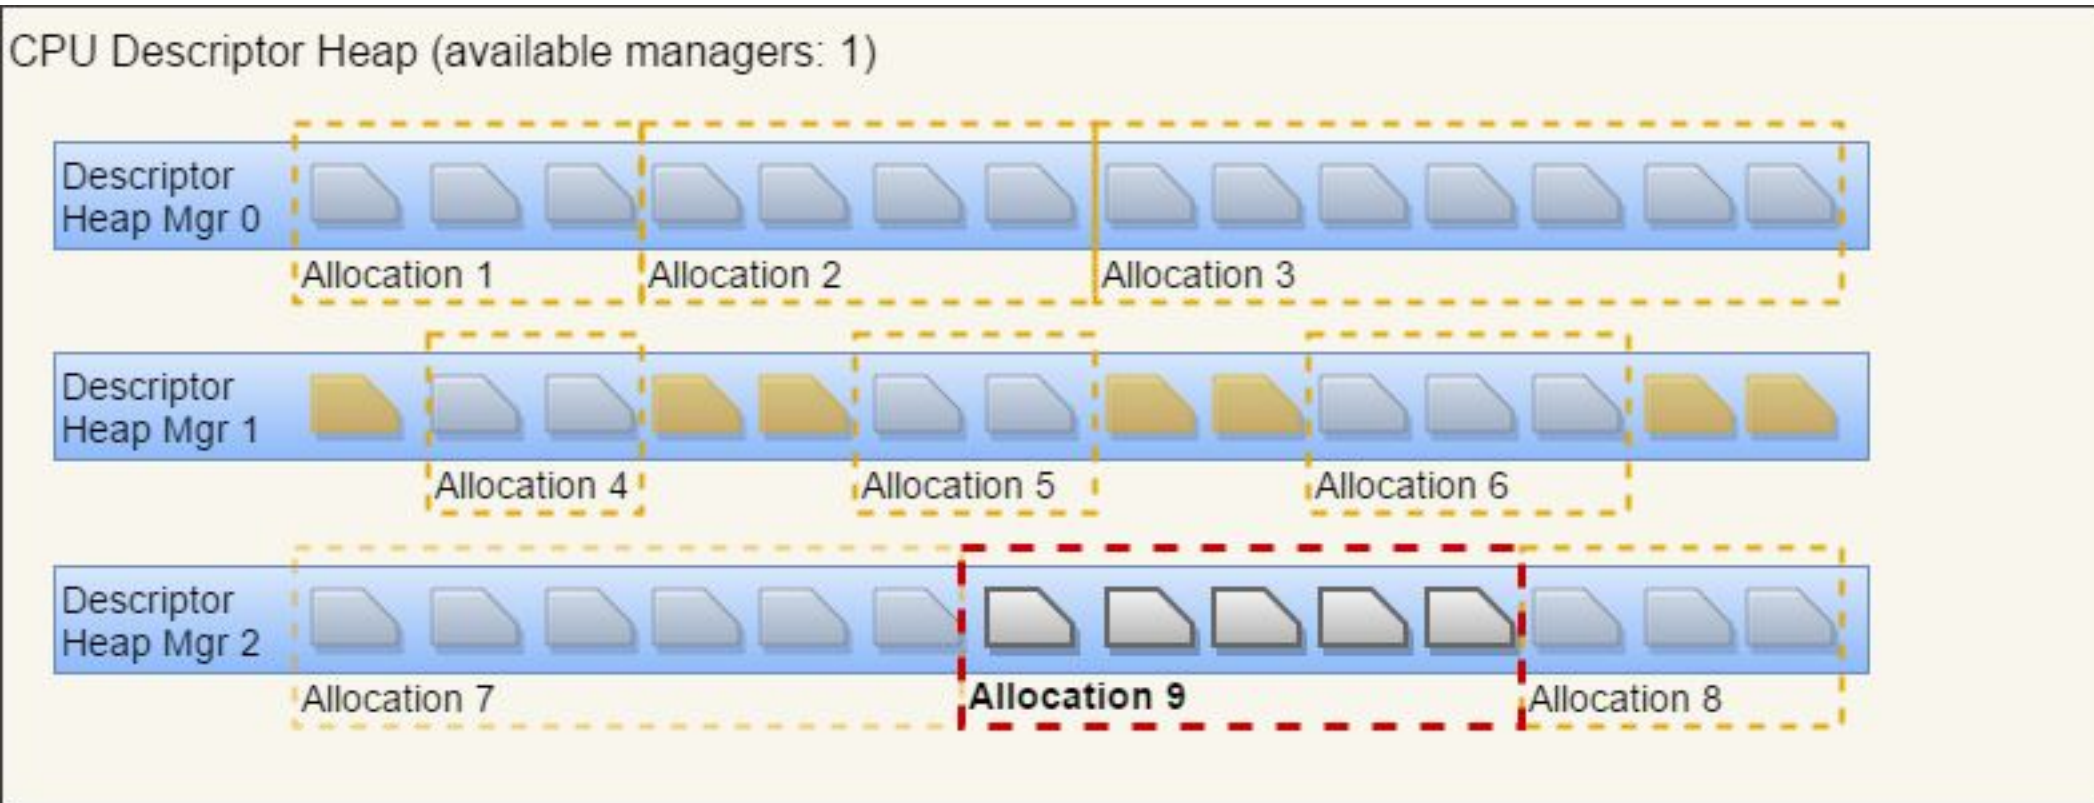 CPU Descriptor Heap (available managers: 1)
Descriptor
Heap Mgr 0
Allocation 1
Allocation 2
Allocation 3
Descriptor
Heap Mgr 1
Allocation 4
Allocation 5
Allocation 6
Descriptor
Heap Mgr 2
Allocation 7
Allocation 9
Allocation 8